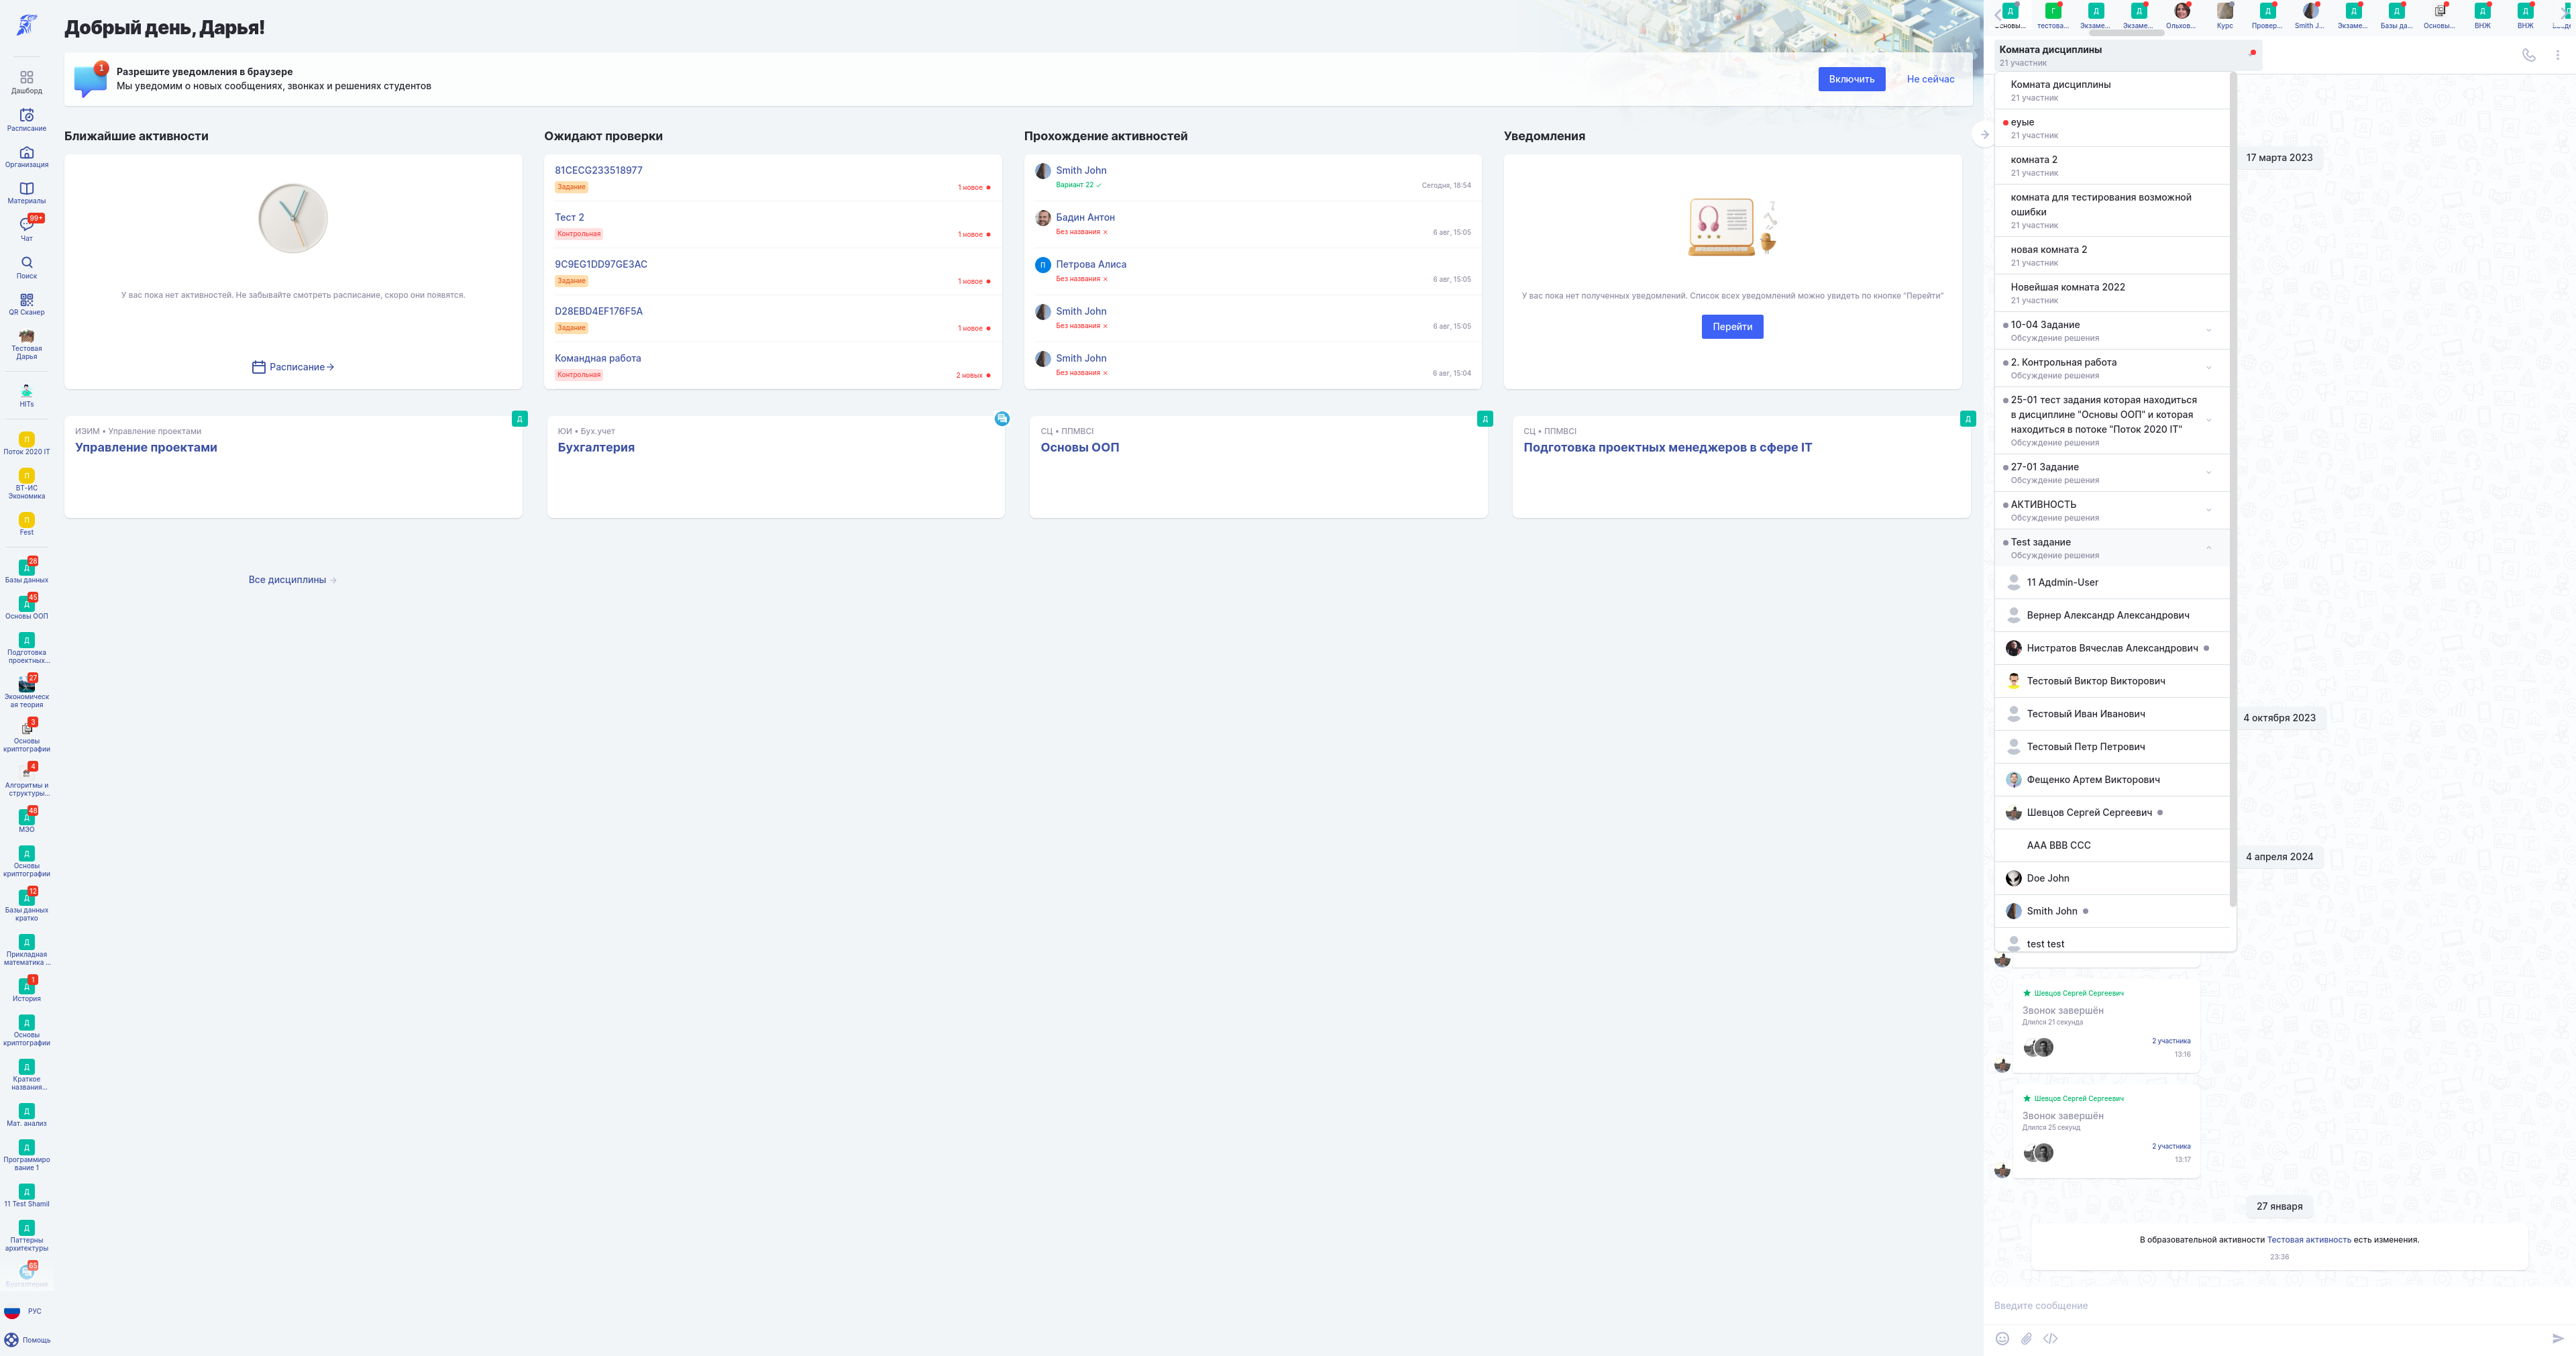 Добрый день, Дарья!
1
Разрешите уведомления в браузере
Мы уведомим о новых сообщениях, звонках и решениях студентов
Включить
Не сейчас
Дашборд
Расписание
Организация
Материалы
99+
Чат
Поиск
QR Сканер
Тестовая
Дарья
HITs
П
Поток 2020 IT
П
ВТ-ИС
Экономика
П
Fest
28
Д
Базы данных
45
Д
Основы ООП
Д
Подготовка
проектных...
27
Экономическ
ая теория
3
Основы
криптографии
4
Алгоритмы и
структуры...
48
Д
МЭО
Д
Основы
криптографии
12
Д
Базы данных
кратко
Д
Прикладная
математика ...
1
Д
История
Д
Основы
криптографии
Д
Краткое
названия...
Д
Мат. анализ
Д
Программиро
вание 1
Д
11 Test Shamil
Д
Паттерны
архитектуры
65
Бухгалтерия
РУС
Помощь
Ближайшие активности
У вас пока нет активностей. Не забывайте смотреть расписание, скоро они появятся.
Расписание
Ожидают проверки
81CECG233518977
Задание
1 новое
Тест 2
Контрольная
1 новое
9C9EG1DD97GE3AC
Задание
1 новое
D28EBD4EF176F5A
Задание
1 новое
Командная работа
Контрольная
2 новых
Прохождение активностей
Smith John
Вариант 22
Сегодня, 18:54
Бадин Антон
Без названия
6 авг, 15:05
П
Петрова Алиса
Без названия
6 авг, 15:05
Smith John
Без названия
6 авг, 15:05
Smith John
Без названия
6 авг, 15:04
Уведомления
У вас пока нет полученных уведомлений. Список всех уведомлений можно увидеть по кнопке "Перейти"
Перейти
Д
ИЭИМ • Управление проектами
Управление проектами
ЮИ • Бух.учет
Бухгалтерия
Д
СЦ • ППМВСІ
Основы ООП
Д
СЦ • ППМВСІ
Подготовка проектных менеджеров в сфере IT
Все дисциплины
Д Г Д Д Д Д Д Д Д
Основы... тестова... Экзаме... Экзаме... Ольхов... Курс Провер... Smith J... Экзаме... Базы да... Основы... ВНЖ ВНЖ
Комната дисциплины
21 участник
Комната дисциплины
21 участник
еуые
21 участник
комната 2
21 участник
комната для тестирования возможной
ошибки
21 участник
новая комната 2
21 участник
Новейшая комната 2022
21 участник
10-04 Задание
Обсуждение решения
2. Контрольная работа
Обсуждение решения
25-01 тест задания которая находиться
в дисциплине "Основы ООП" и которая
находиться в потоке "Поток 2020 IT"
Обсуждение решения
27-01 Задание
Обсуждение решения
АКТИВНОСТЬ
Обсуждение решения
Test задание
Обсуждение решения
11 Aдdmin-User
Вернер Александр Александрович
Нистратов Вячеслав Александрович
Тестовый Виктор Викторович
Тестовый Иван Иванович
Тестовый Петр Петрович
Фещенко Артем Викторович
Шевцов Сергей Сергеевич
AAA BBB CCC
Doe John
Smith John
test test
17 марта 2023
4 октября 2023
4 апреля 2024
Шевцов Сергей Сергеевич
Звонок завершён
Длился 21 секунда
2 участника
13:16
Шевцов Сергей Сергеевич
Звонок завершён
Длился 25 секунд
2 участника
13:17
27 января
В образовательной активности Тестовая активность есть изменения.
23:36
Введите сообщение